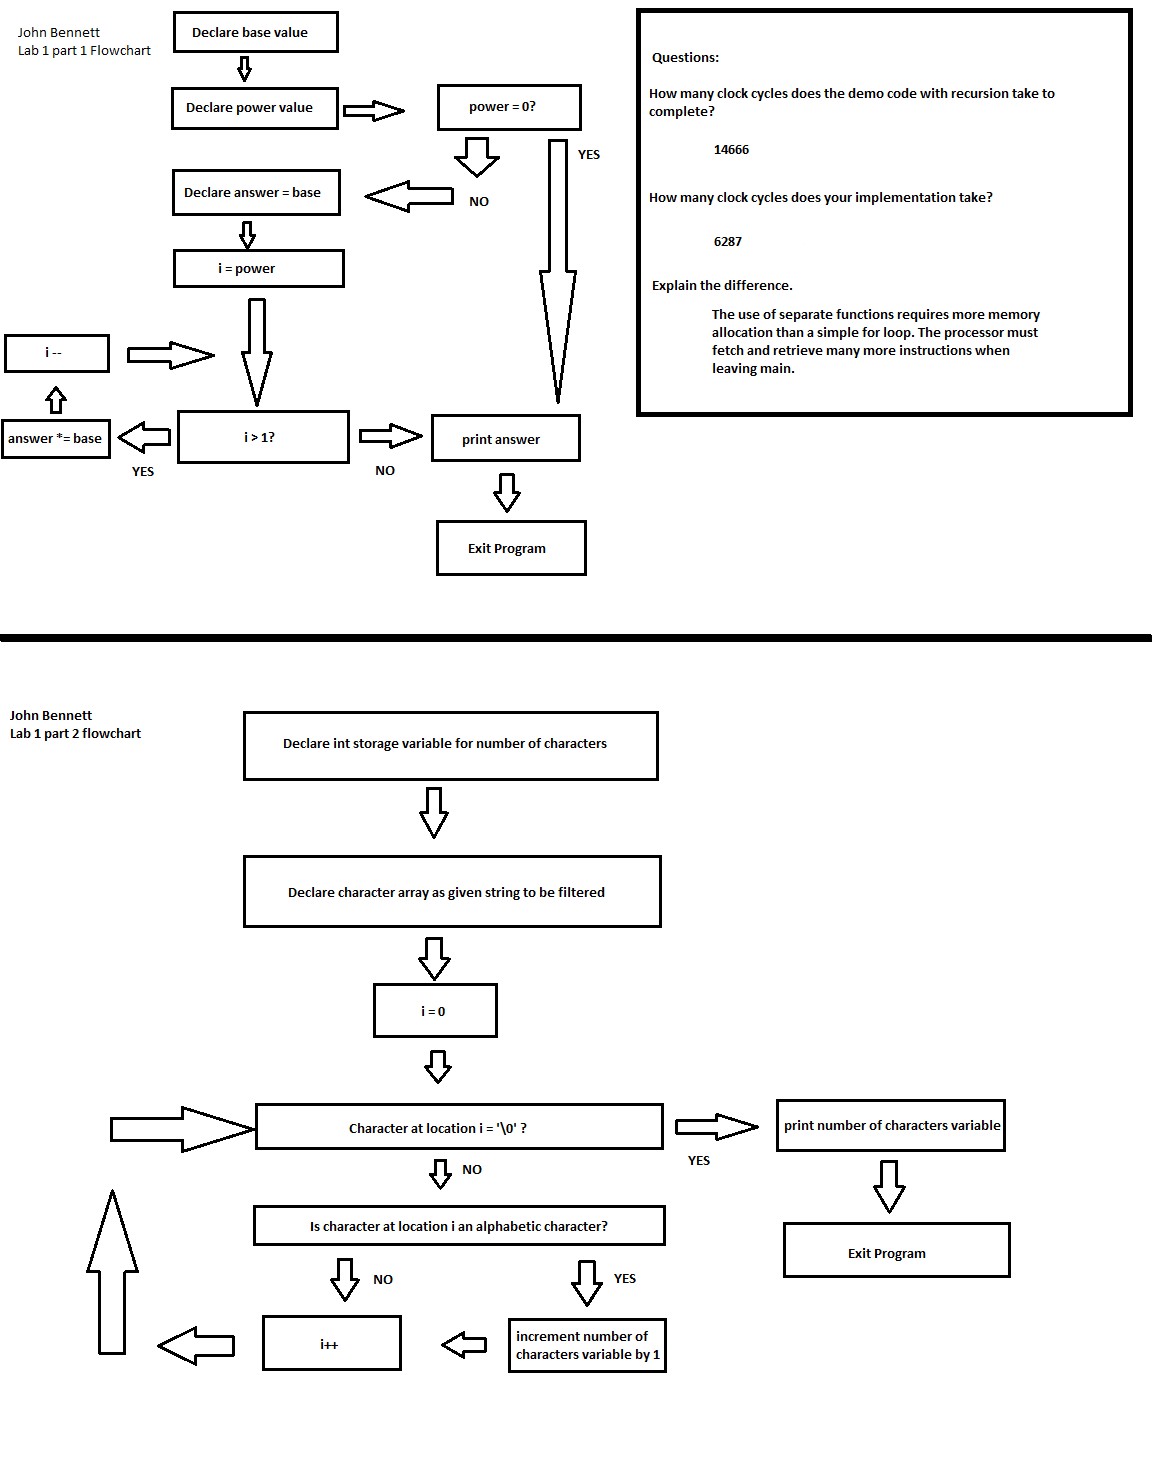 John Bennett
Lab 1 part 1 Flowchart
Declare base value
Declare power value
power = 0?
YES
NO
Declare answer = base
i = power
i --
answer *= base
YES
i > 1?
NO
print answer
Exit Program
Questions:
How many clock cycles does the demo code with recursion take to
complete?
14666
How many clock cycles does your implementation take?
6287
Explain the difference.
The use of separate functions requires more memory
allocation than a simple for loop. The processor must
fetch and retrieve many more instructions when
leaving main.
John Bennett
Lab 1 part 2 flowchart
Declare int storage variable for number of characters
Declare character array as given string to be filtered
i = 0
Character at location i = '\0' ?
YES
print number of characters variable
Exit Program
NO
Is character at location i an alphabetic character?
NO
YES
i++
increment number of
characters variable by 1